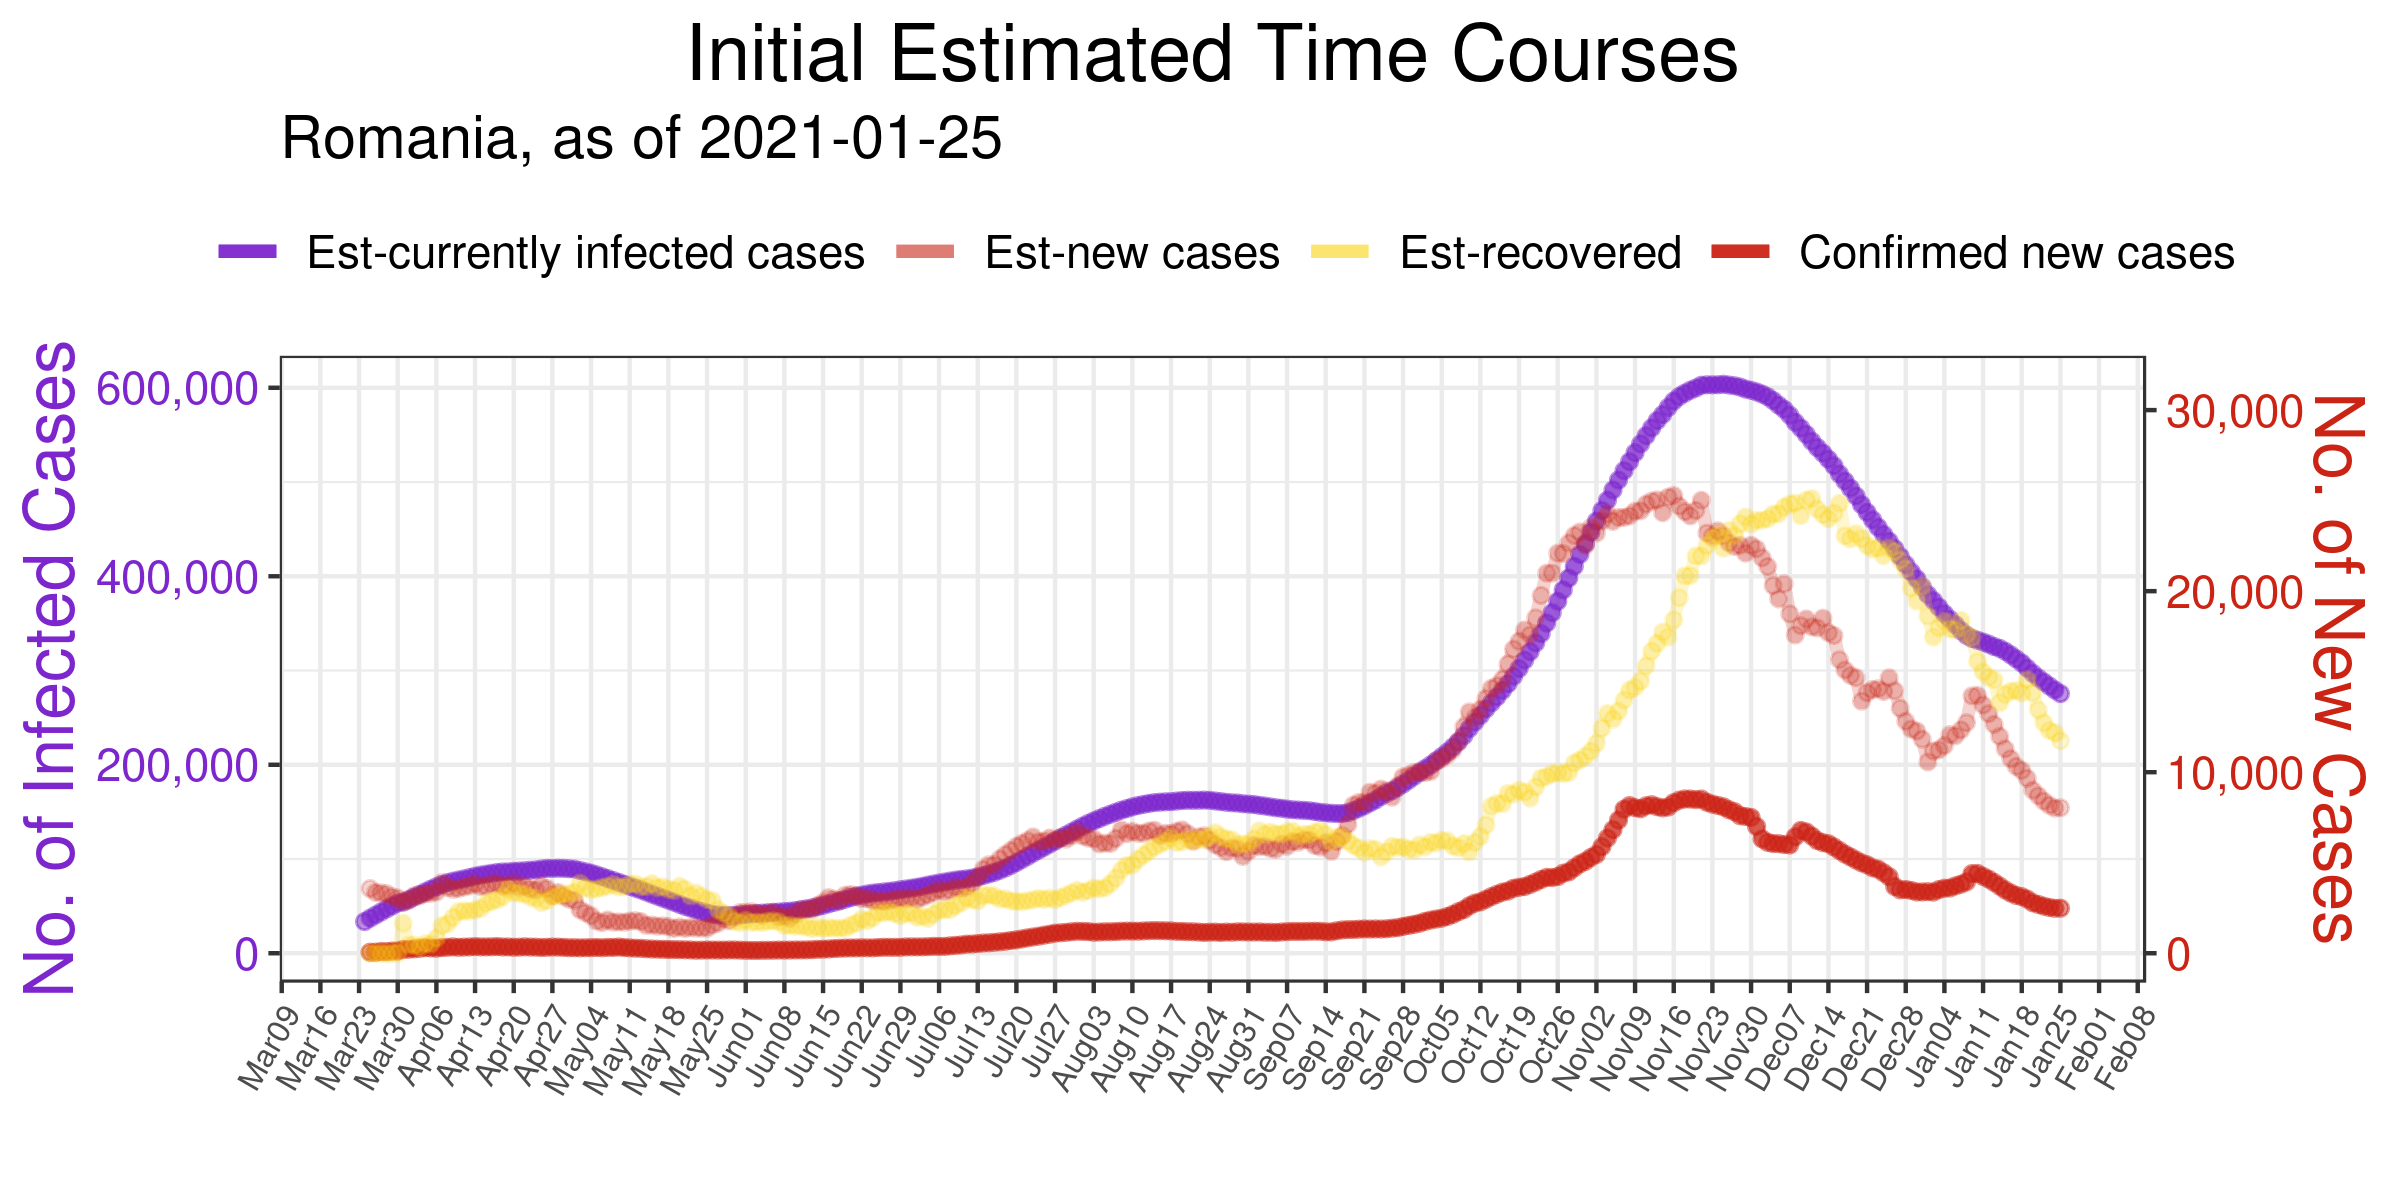 Initial Estimated Time Courses
Romania, as of 2021-01-25
Est-currently infected cases Est-new cases Est-recovered Confirmed new cases
No. of Infected Cases
600,000
400,000
200,000
0
30,000
20,000
10,000
0
No. of New Cases
Mar09 Mar16 Mar23 Mar30 Apr06 Apr13 Apr20 Apr27 May04 May11 May18 May25 Jun01 Jun08 Jun15 Jun22 Jun29 Jul06 Jul13 Jul20 Jul27 Aug03 Aug10 Aug17 Aug24 Aug31 Sep07 Sep14 Sep21 Sep28 Oct05 Oct12 Oct19 Oct26 Nov02 Nov09 Nov16 Nov23 Nov30 Dec07 Dec14 Dec21 Dec28 Jan04 Jan11 Jan18 Jan25 Feb01 Feb08